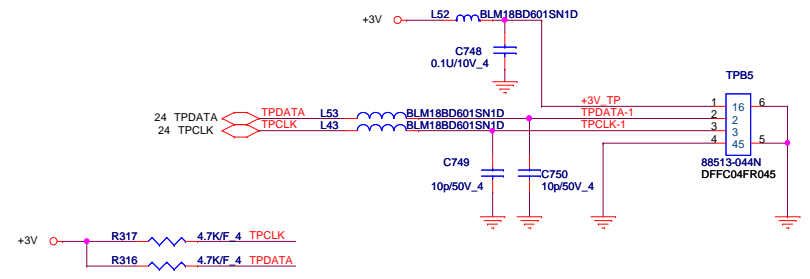 +3V L52 BLM18BD601SN1D
C748
0.1U/10V_4
TPB5
+3V_TP 1 16 6
24 TPDATA TPDATA L53 BLM18BD601SN1D TPDATA-1 2 2
24 TPCLK TPCLK L43 BLM18BD601SN1D TPCLK-1 3 3
4 45 5
C749 C750 88513-044N
10p/50V_4 10p/50V_4 DFFC04FR045
+3V R317 4.7K/F_4 TPCLK
R316 4.7K/F_4 TPDATA